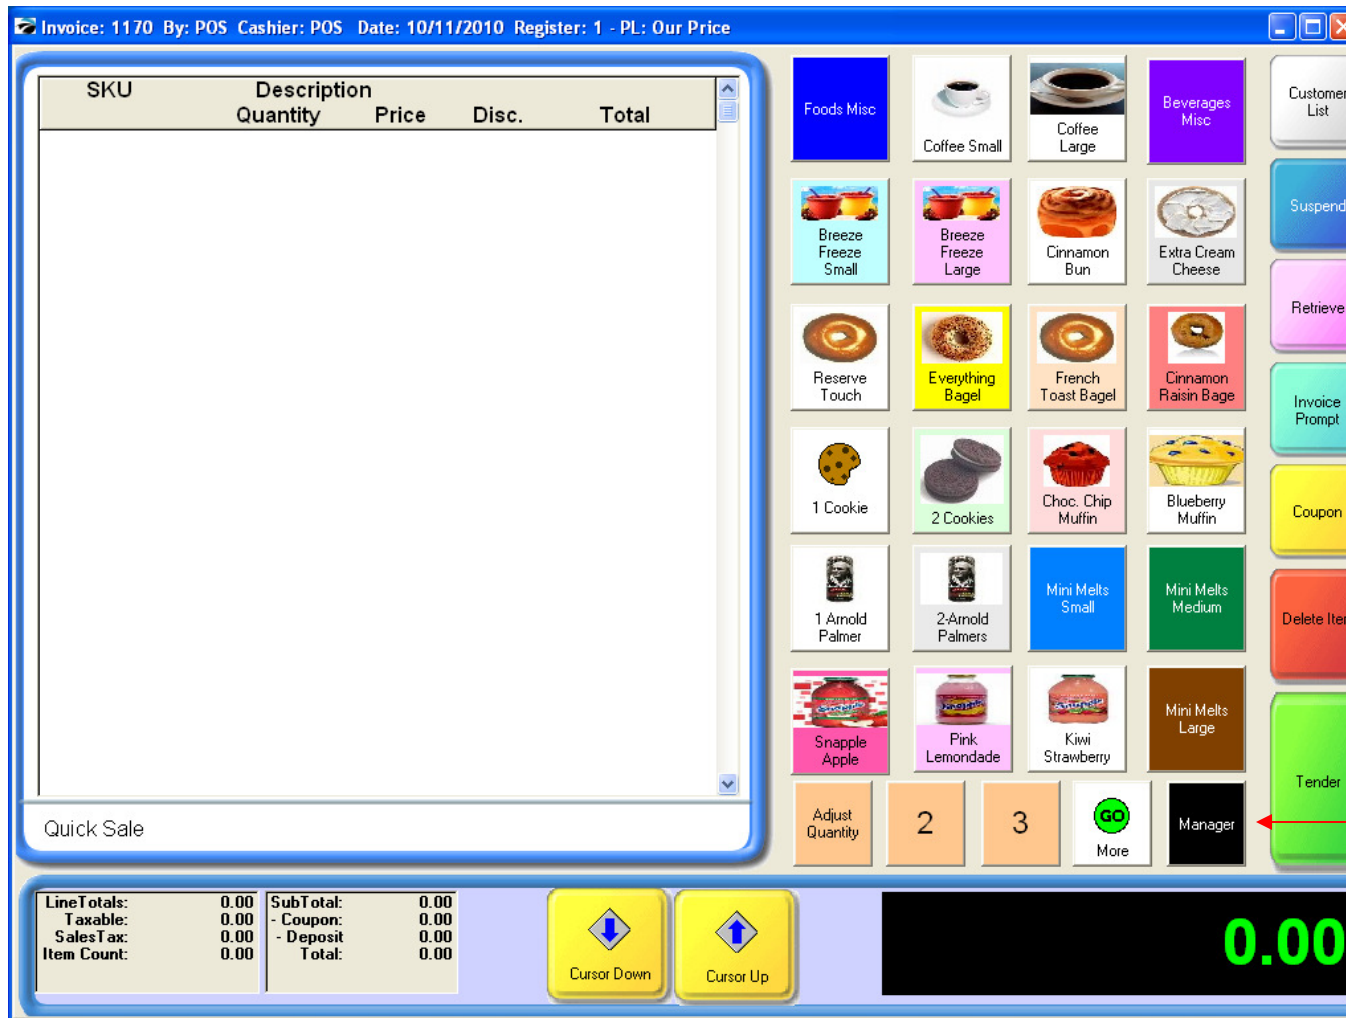 Invoice: 1170 By: POS Cashier: POS Date: 10/11/2010 Register: 1 - PL: Our Price
SKU Description
Quantity Price Disc. Total
Quick Sale
Foods Misc
Coffee Small
Coffee
Large
Beverages
Misc
Breeze
Freeze
Small
Breeze
Freeze
Large
Cinnamon
Bun
Extra Cream
Cheese
Reserve
Touch
Everything
Bagel
French
Toast Bagel
Cinnamon
Raisin Bage
1 Cookie
2 Cookies
Choc. Chip
Muffin
Blueberry
Muffin
1 Arnold
Palmer
2-Arnold
Palmers
Mini Melts
Small
Mini Melts
Medium
Snapple
Apple
Pink
Lemondade
Kiwi
Strawberry
Mini Melts
Large
Adjust
Quantity
2
3
GO
More
Manager
Customer
List
Suspend
Retrieve
Invoice
Prompt
Coupon
Delete Iter
Tender
LineTotals: 0.00
Taxable: 0.00
SalesTax: 0.00
Item Count: 0.00
SubTotal: 0.00
- Coupon: 0.00
- Deposit 0.00
Total: 0.00
Cursor Down
Cursor Up
0.00